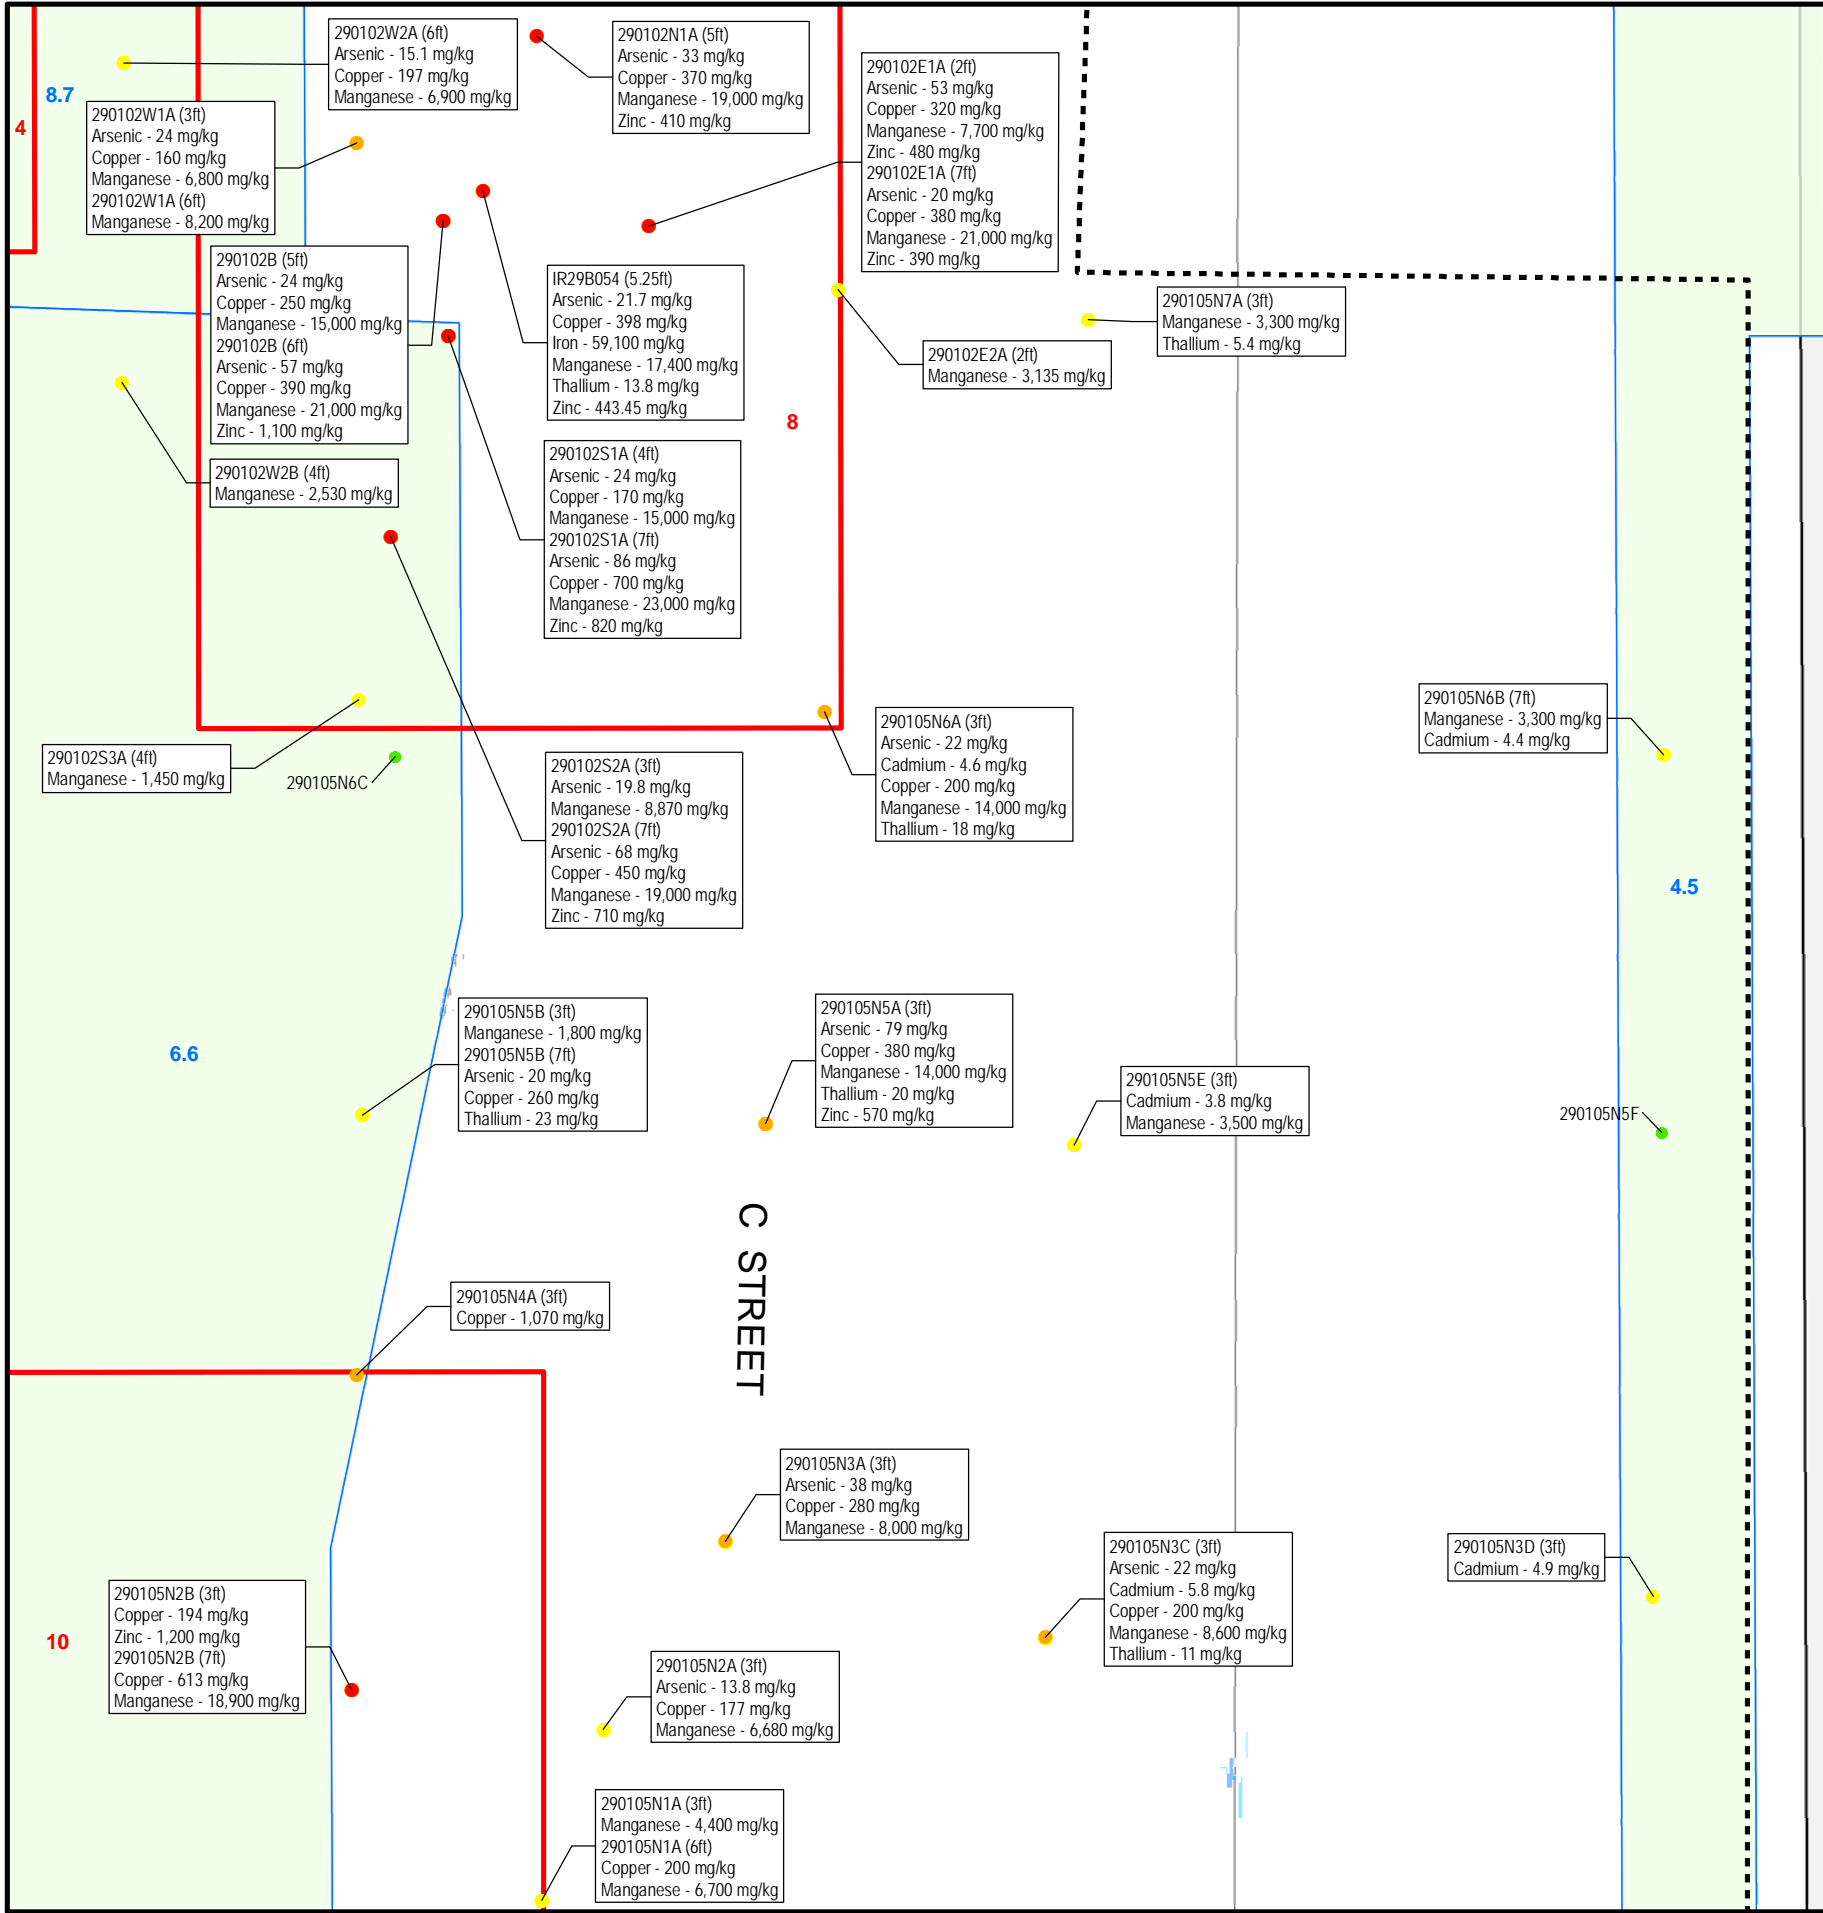 290102W2A (6ft)
Arsenic - 15.1 mg/kg
Copper - 197 mg/kg
Manganese - 6,900 mg/kg
290102N1A (5ft)
Arsenic - 33 mg/kg
Copper - 370 mg/kg
Manganese - 19,000 mg/kg
Zinc - 410 mg/kg
290102E1A (2ft)
Arsenic - 53 mg/kg
Copper - 320 mg/kg
Manganese - 7,700 mg/kg
Zinc - 480 mg/kg
290102E1A (7ft)
Arsenic - 20 mg/kg
Copper - 380 mg/kg
Manganese - 21,000 mg/kg
Zinc - 390 mg/kg
8.7
4
290102W1A (3ft)
Arsenic - 24 mg/kg
Copper - 160 mg/kg
Manganese - 6,800 mg/kg
290102W1A (6ft)
Manganese - 8,200 mg/kg
290102B (5ft)
Arsenic - 24 mg/kg
Copper - 250 mg/kg
Manganese - 15,000 mg/kg
290102B (6ft)
Arsenic - 57 mg/kg
Copper - 390 mg/kg
Manganese - 21,000 mg/kg
Zinc - 1,100 mg/kg
IR29B054 (5.25ft)
Arsenic - 21.7 mg/kg
Copper - 398 mg/kg
Iron - 59,100 mg/kg
Manganese - 17,400 mg/kg
Thallium - 13.8 mg/kg
Zinc - 443.45 mg/kg
290105N7A (3ft)
Manganese - 3,300 mg/kg
Thallium - 5.4 mg/kg
290102E2A (2ft)
Manganese - 3,135 mg/kg
8
290102W2B (4ft)
Manganese - 2,530 mg/kg
290102S1A (4ft)
Arsenic - 24 mg/kg
Copper - 170 mg/kg
Manganese - 15,000 mg/kg
290102S1A (7ft)
Arsenic - 86 mg/kg
Copper - 700 mg/kg
Manganese - 23,000 mg/kg
Zinc - 820 mg/kg
290102S3A (4ft)
Manganese - 1,450 mg/kg
290105N6C
290102S2A (3ft)
Arsenic - 19.8 mg/kg
Manganese - 8,870 mg/kg
290102S2A (7ft)
Arsenic - 68 mg/kg
Copper - 450 mg/kg
Manganese - 19,000 mg/kg
Zinc - 710 mg/kg
290105N6A (3ft)
Arsenic - 22 mg/kg
Cadmium - 4.6 mg/kg
Copper - 200 mg/kg
Manganese - 14,000 mg/kg
Thallium - 18 mg/kg
290105N6B (7ft)
Manganese - 3,300 mg/kg
Cadmium - 4.4 mg/kg
4.5
6.6
290105N5B (3ft)
Manganese - 1,800 mg/kg
290105N5B (7ft)
Arsenic - 20 mg/kg
Copper - 260 mg/kg
Thallium - 23 mg/kg
290105N5A (3ft)
Arsenic - 79 mg/kg
Copper - 380 mg/kg
Manganese - 14,000 mg/kg
Thallium - 20 mg/kg
Zinc - 570 mg/kg
290105N5E (3ft)
Cadmium - 3.8 mg/kg
Manganese - 3,500 mg/kg
290105N5F
C STREET
290105N4A (3ft)
Copper - 1,070 mg/kg
290105N3A (3ft)
Arsenic - 38 mg/kg
Copper - 280 mg/kg
Manganese - 8,000 mg/kg
290105N3C (3ft)
Arsenic - 22 mg/kg
Cadmium - 5.8 mg/kg
Copper - 200 mg/kg
Manganese - 8,600 mg/kg
Thallium - 11 mg/kg
290105N3D (3ft)
Cadmium - 4.9 mg/kg
10
290105N2B (3ft)
Copper - 194 mg/kg
Zinc - 1,200 mg/kg
290105N2B (7ft)
Copper - 613 mg/kg
Manganese - 18,900 mg/kg
290105N2A (3ft)
Arsenic - 13.8 mg/kg
Copper - 177 mg/kg
Manganese - 6,680 mg/kg
290105N1A (3ft)
Manganese - 4,400 mg/kg
290105N1A (6ft)
Copper - 200 mg/kg
Manganese - 6,700 mg/kg